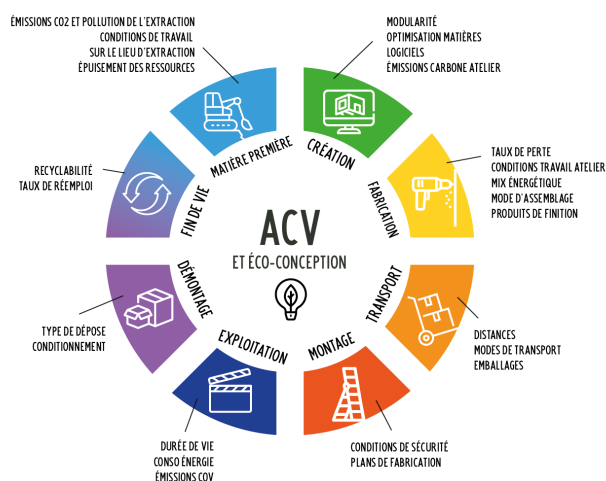 ÉMISSIONS CO2 ET POLLUTION DE L'EXTRACTION
CONDITIONS DE TRAVAIL
SUR LE LIEU D'EXTRACTION
ÉPUISEMENT DES RESSOURCES
MODULARITÉ
OPTIMISATION MATIÈRES
LOGICIELS
ÉMISSIONS CARBONE ATELIER
MATIÈRE PREMIÈRE
CRÉATION
TAUX DE PERTE
CONDITIONS TRAVAIL ATELIER
MIX ÉNERGÉTIQUE
MODE D'ASSEMBLAGE
PRODUITS DE FINITION
RECYCLABILITÉ
TAUX DE RÉEMPLOI
FIN DE VIE
FABRICATION
ACV
ET ÉCO-CONCEPTION
DÉMONTAGE
TRANSPORT
TYPE DE DÉPOSE
CONDITIONNEMENT
EXPLOITATION
MONTAGE
DISTANCES
MODES DE TRANSPORT
EMBALLAGES
DURÉE DE VIE
CONSO ÉNERGIE
ÉMISSIONS COV
CONDITIONS DE SÉCURITÉ
PLANS DE FABRICATION